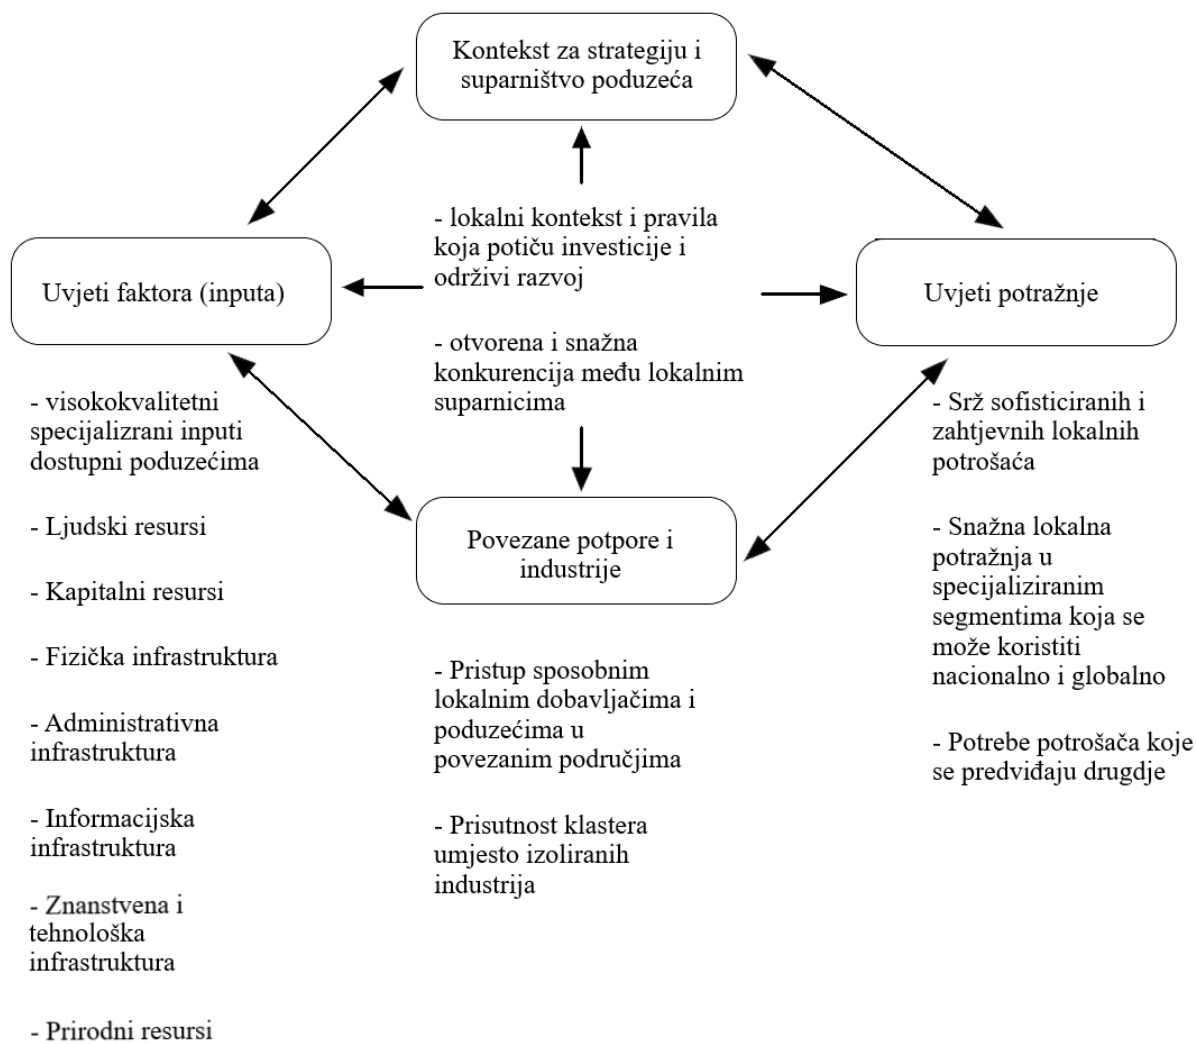 Kontekst za strategiju i
suparništvo poduzeća
- lokalni kontekst i pravila
koja potiču investicije i
održivi razvoj
Uvjeti faktora (inputa)
Uvjeti potražnje
- otvorena i snažna
konkurencija među lokalnim
suparnicima
- visokokvalitetni
specijalizrani inputi
dostupni poduzećima
- Ljudski resursi
- Kapitalni resursi
- Fizička infrastruktura
- Administrativna
infrastruktura
- Informacijska
infrastruktura
- Znanstvena i
tehnološka
infrastruktura
- Prirodni resursi
Povezane potpore i
industrije
- Pristup sposobnim
lokalnim dobavljačima i
poduzećima u
povezanim područjima
- Prisutnost klastera
umjesto izoliranih
industrija
- Srž sofisticiranih i
zahtjevnih lokalnih
potrošaća
- Snažna lokalna
potražnja u
specijaliziranim
segmentima koja se
može koristiti
nacionalno i globalno
- Potrebe potrošača koje
se predviđaju drugdje